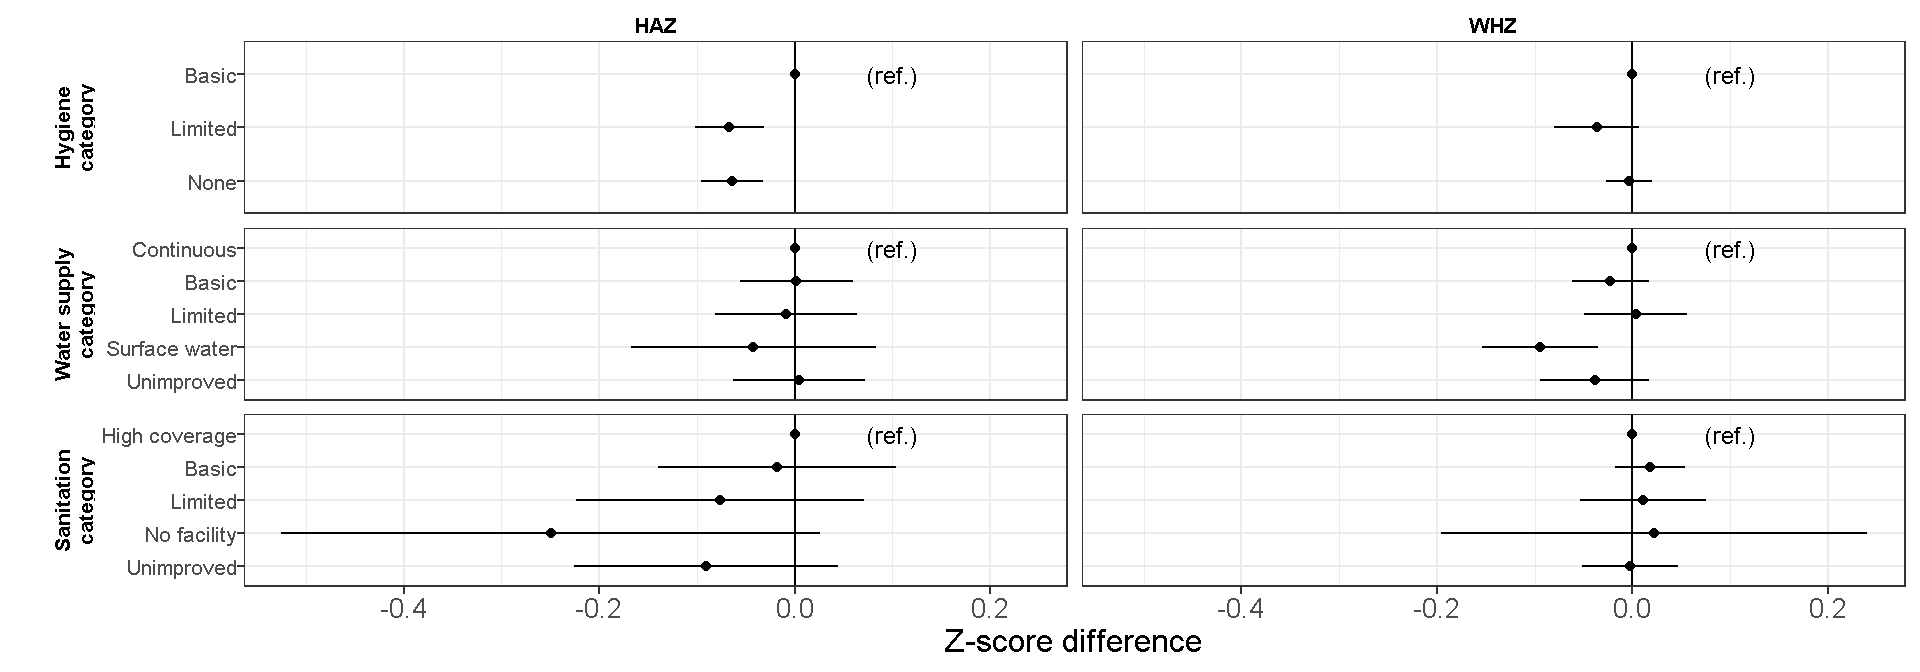 HAZ
WHZ
Hygiene
category
Basic
(ref.)
(ref.)
Limited
None
Water supply
category
Continuous
(ref.)
(ref.)
Basic
Limited
Surface water
Unimproved
Sanitation
category
High coverage
(ref.)
(ref.)
Basic
Limited
No facility
Unimproved
-0.4 -0.2 0.0 0.2
-0.4 -0.2 0.0 0.2
Z-score difference